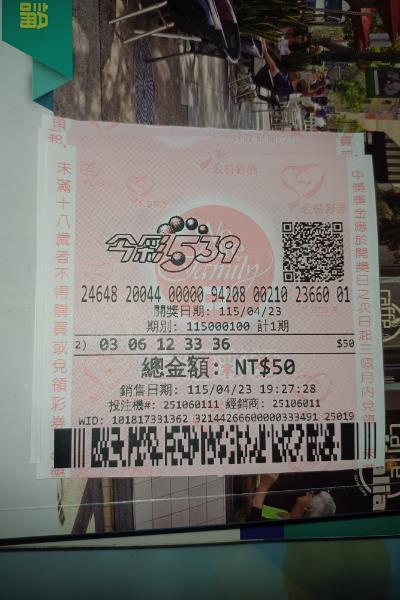 公益彩券
今彩539
24648 20044 00000 94208 00210 23660 01
開獎日期: 115/04/23
期別: 115000100 計1期
2) 03 06 12 33 36 $50
總金額: NT$50
銷售日期: 115/04/23 19:27:28
投注機#: 25106011 經銷商: 25106011
WID: 101817331362 32144266600000333491 25019
未滿十八歲者不得購買或兌領彩券
中獎獎金應於開獎日之次日起三個月內兌領